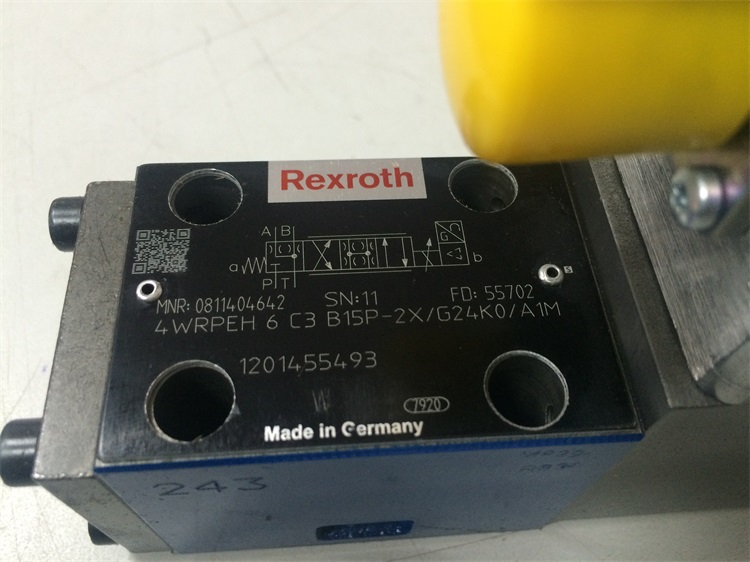 Rexroth
A B
a b
P T
MNR: 0811404642 SN:11 FD: 55702
4WRPEH 6 C3 B15P-2X/G24K0/A1M
1201455493
W 7920
Made in Germany
243